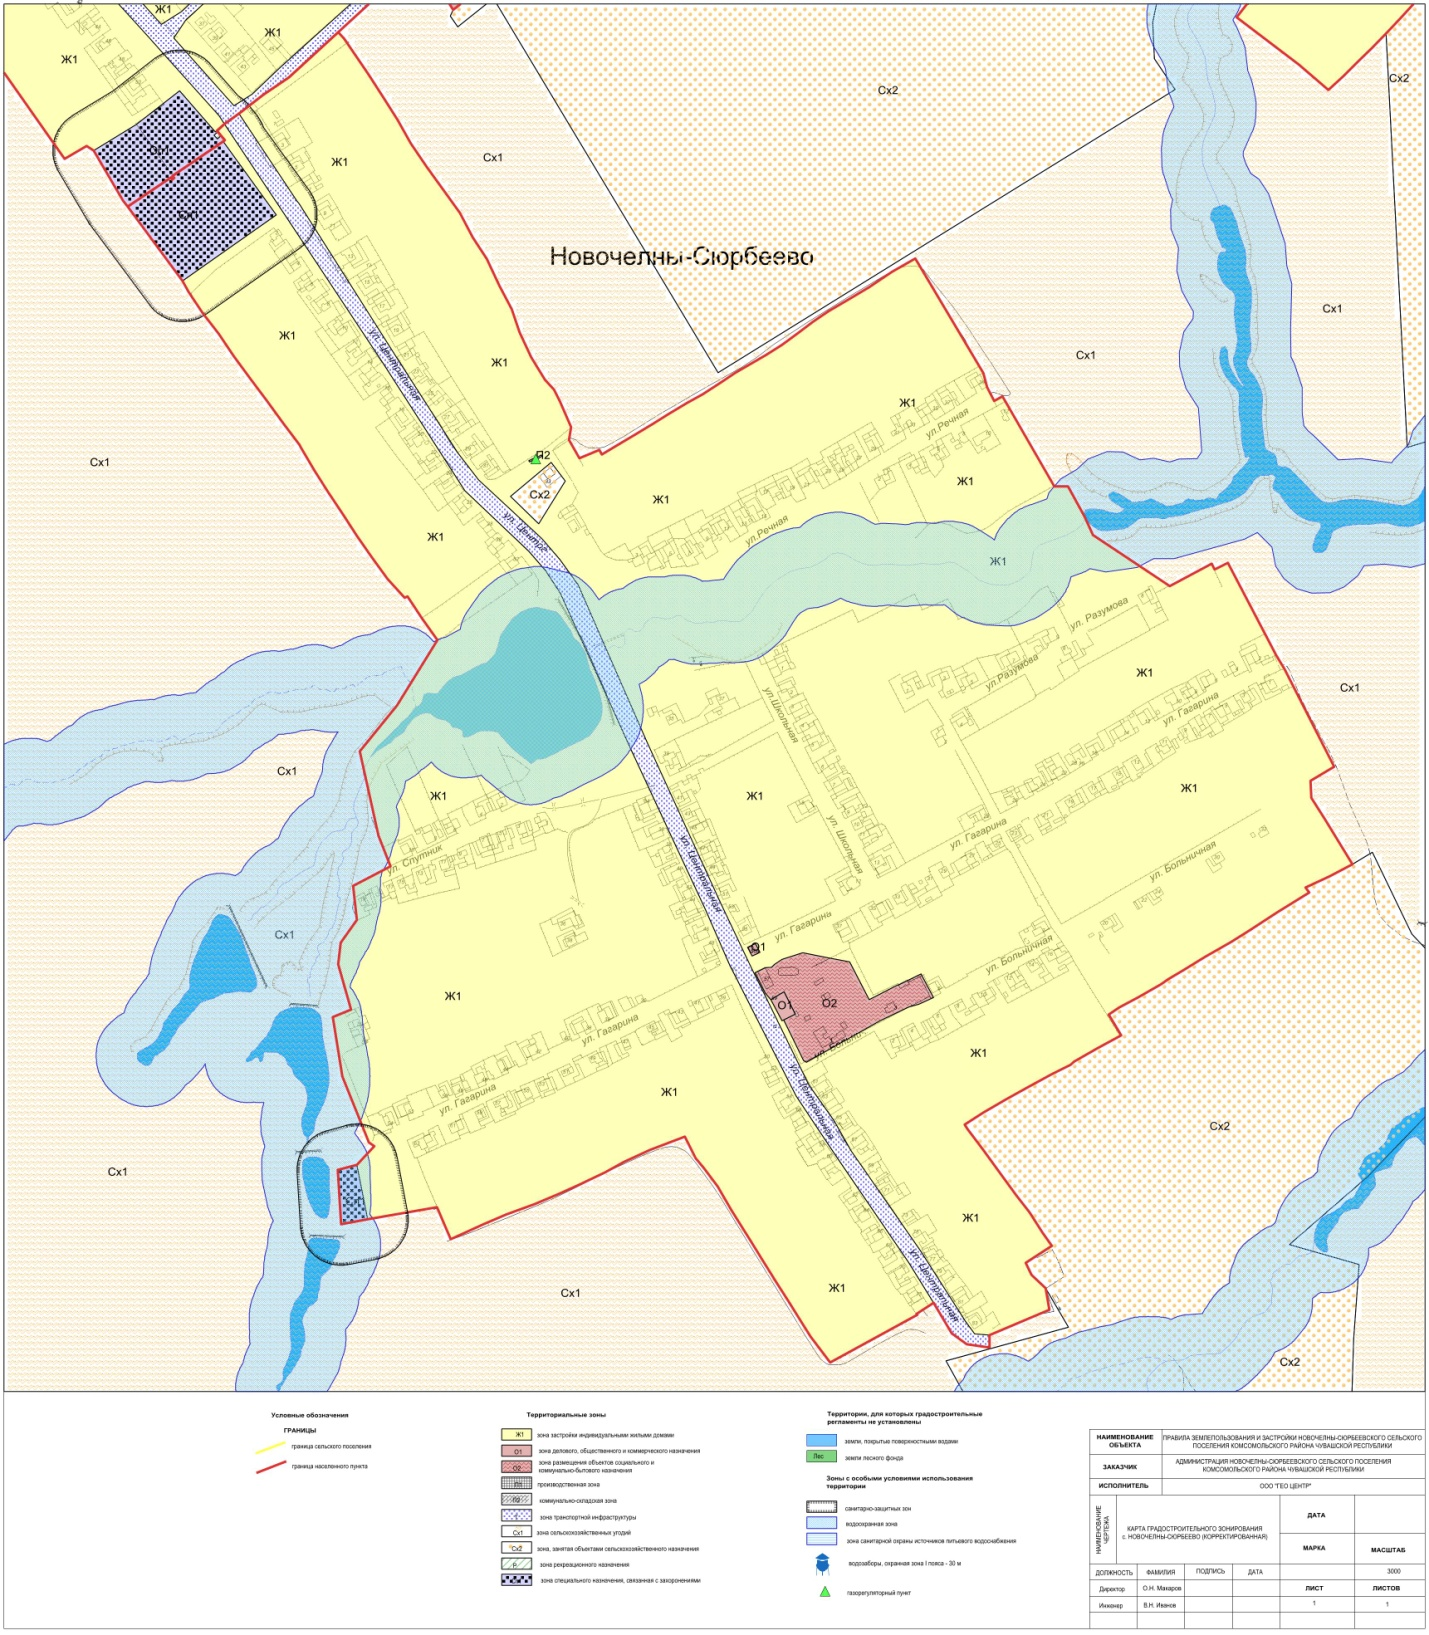 Ж1
Ж1
Ж1
Сх2
Сх2
Сх1
Ж1
Новочелны-Сюрбеево
Сх1
Ж1
Сх1
ул. Центральная
Ж1
Ж1
ул.Речная
П2
Сх1
Ж1
Сх2
Ж1
ул. Центр
ул.Речная
Ж1
Ж1
ул. Разумова
ул.Разумова
Ж1
Сх1
ул.Школьная
ул. Гагарина
Сх1
Ж1
Ж1
Ж1
ул. Школьная
ул. Гагарина
ул. Спутник
ул. Центральная
ул. Больничная
Сх1
ул. Гагарина
О1
ул. Больничная
Ж1
О1
О2
ул. Гагарина
Ж1
ул. Гагарина
Ж1
ул. Центральная
Сх2
Сх1
Ж1
ул. Центральная
Ж1
Сх1
Сх2
Условные обозначения
ГРАНИЦЫ
граница сельского поселения
граница населенного пункта
Территориальные зоны
Ж1 зона застройки индивидуальными жилыми домами
О1 зона делового, общественного и коммерческого назначения
О2 зона размещения объектов социального и
коммунально-бытового назначения
производственная зона
коммунально-складская зона
зона транспортной инфраструктуры
Сх1 зона сельскохозяйственных угодий
Сх2 зона, занятая объектами сельскохозяйственного назначения
Р зона рекреационного назначения
зона специального назначения, связанная с захоронениями
Территории, для которых градостроительные
регламенты не установлены
земли, покрытые поверхностными водами
Лес земли лесного фонда
Зоны с особыми условиями использования
территории
санитарно-защитных зон
водоохранная зона
зона санитарной охраны источников питьевого водоснабжения
водозаборы, охранная зона I пояса - 30 м
газорегуляторный пункт
НАИМЕНОВАНИЕ
ОБЪЕКТА
ПРАВИЛА ЗЕМЛЕПОЛЬЗОВАНИЯ И ЗАСТРОЙКИ НОВОЧЕЛНЫ-СЮРБЕЕВСКОГО СЕЛЬСКОГО
ПОСЕЛЕНИЯ КОМСОМОЛЬСКОГО РАЙОНА ЧУВАШСКОЙ РЕСПУБЛИКИ
ЗАКАЗЧИК
АДМИНИСТРАЦИЯ НОВОЧЕЛНЫ-СЮРБЕЕВСКОГО СЕЛЬСКОГО ПОСЕЛЕНИЯ
КОМСОМОЛЬСКОГО РАЙОНА ЧУВАШСКОЙ РЕСПУБЛИКИ
ИСПОЛНИТЕЛЬ
ООО "ГЕО ЦЕНТР"
НАИМЕНОВАНИЕ
ЧЕРТЕЖА
КАРТА ГРАДОСТРОИТЕЛЬНОГО ЗОНИРОВАНИЯ
с. НОВОЧЕЛНЫ-СЮРБЕЕВО (КОРРЕКТИРОВАННАЯ)
ДАТА
МАРКА МАСШТАБ
ДОЛЖНОСТЬ ФАМИЛИЯ ПОДПИСЬ ДАТА 3000
Директор О.Н. Макаров ЛИСТ ЛИСТОВ
Инженер В.Н. Иванов 1 1